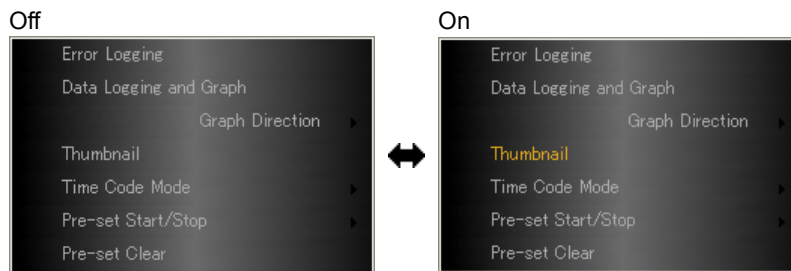 Off
Error Logging
Data Logging and Graph
Graph Direction
Thumbnail
Time Code Mode
Pre-set Start/Stop
Pre-set Clear
On
Error Logging
Data Logging and Graph
Graph Direction
Thumbnail
Time Code Mode
Pre-set Start/Stop
Pre-set Clear